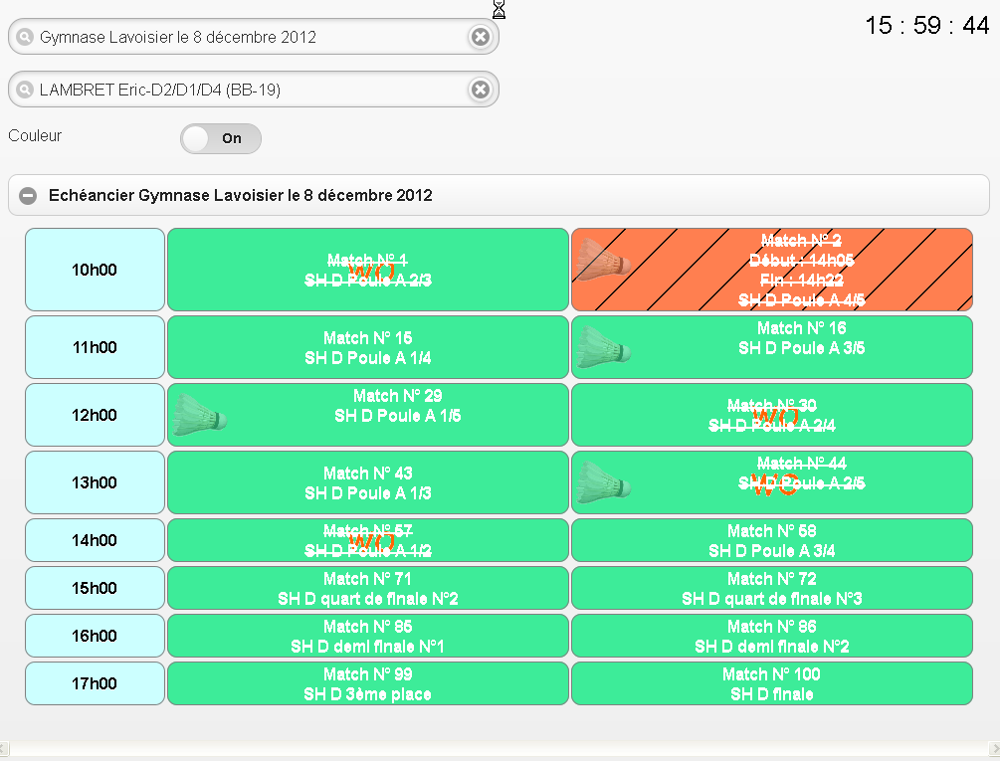 15 : 59 : 44
Gymnase Lavoisier le 8 décembre 2012
LAMBRET Eric-D2/D1/D4 (BB-19)
Couleur
On
Echéancier Gymnase Lavoisier le 8 décembre 2012
10h00
Match N° 1
WO
SH D Poule A 2/3
Match N° 2
Début : 14h05
Fin : 14h22
SH D Poule A 4/5
11h00
Match N° 15
SH D Poule A 1/4
Match N° 16
SH D Poule A 3/5
12h00
Match N° 29
SH D Poule A 1/5
Match N° 30
WO
SH D Poule A 2/4
13h00
Match N° 43
SH D Poule A 1/3
Match N° 44
WO
SH D Poule A 2/5
14h00
Match N° 57
WO
SH D Poule A 1/2
Match N° 58
SH D Poule A 3/4
15h00
Match N° 71
SH D quart de finale N°2
Match N° 72
SH D quart de finale N°3
16h00
Match N° 85
SH D demi finale N°1
Match N° 86
SH D demi finale N°2
17h00
Match N° 99
SH D 3ème place
Match N° 100
SH D finale